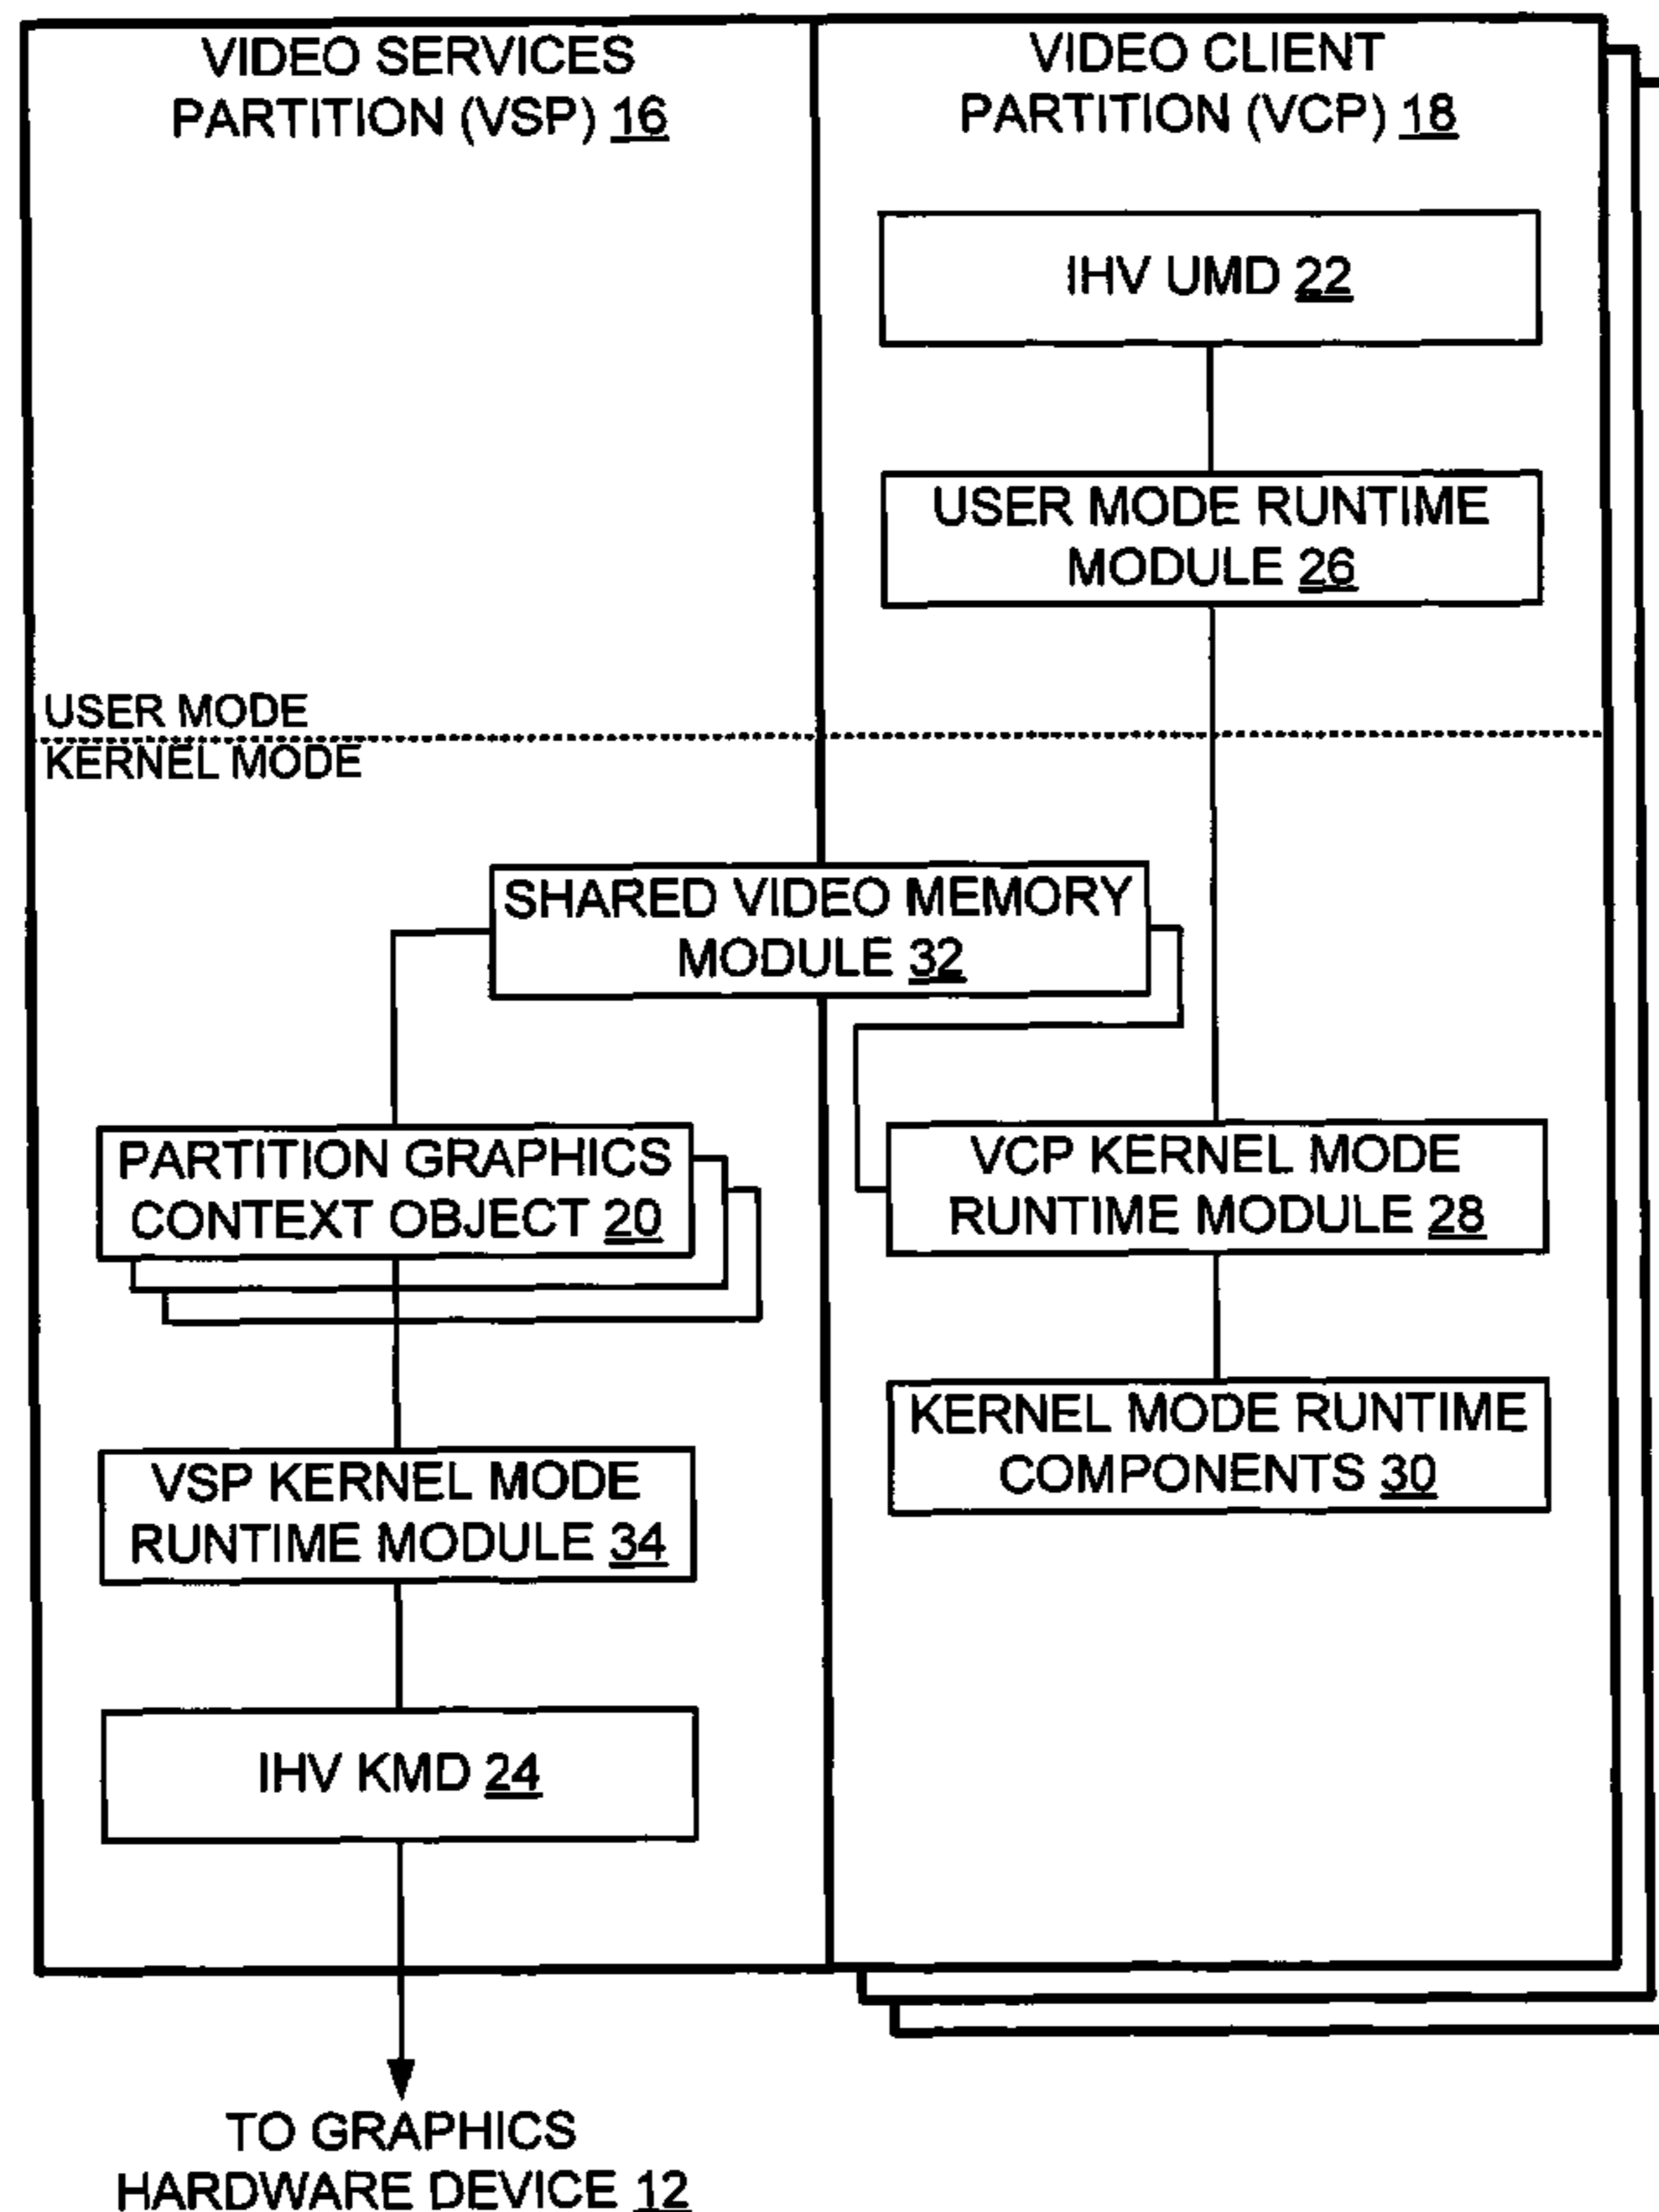 VIDEO SERVICES
PARTITION (VSP) 16
VIDEO CLIENT
PARTITION (VCP) 18
IHV UMD 22
USER MODE RUNTIME
MODULE 26
USER MODE
KERNEL MODE
SHARED VIDEO MEMORY
MODULE 32
PARTITION GRAPHICS
CONTEXT OBJECT 20
VCP KERNEL MODE
RUNTIME MODULE 28
KERNEL MODE RUNTIME
COMPONENTS 30
VSP KERNEL MODE
RUNTIME MODULE 34
IHV KMD 24
TO GRAPHICS
HARDWARE DEVICE 12